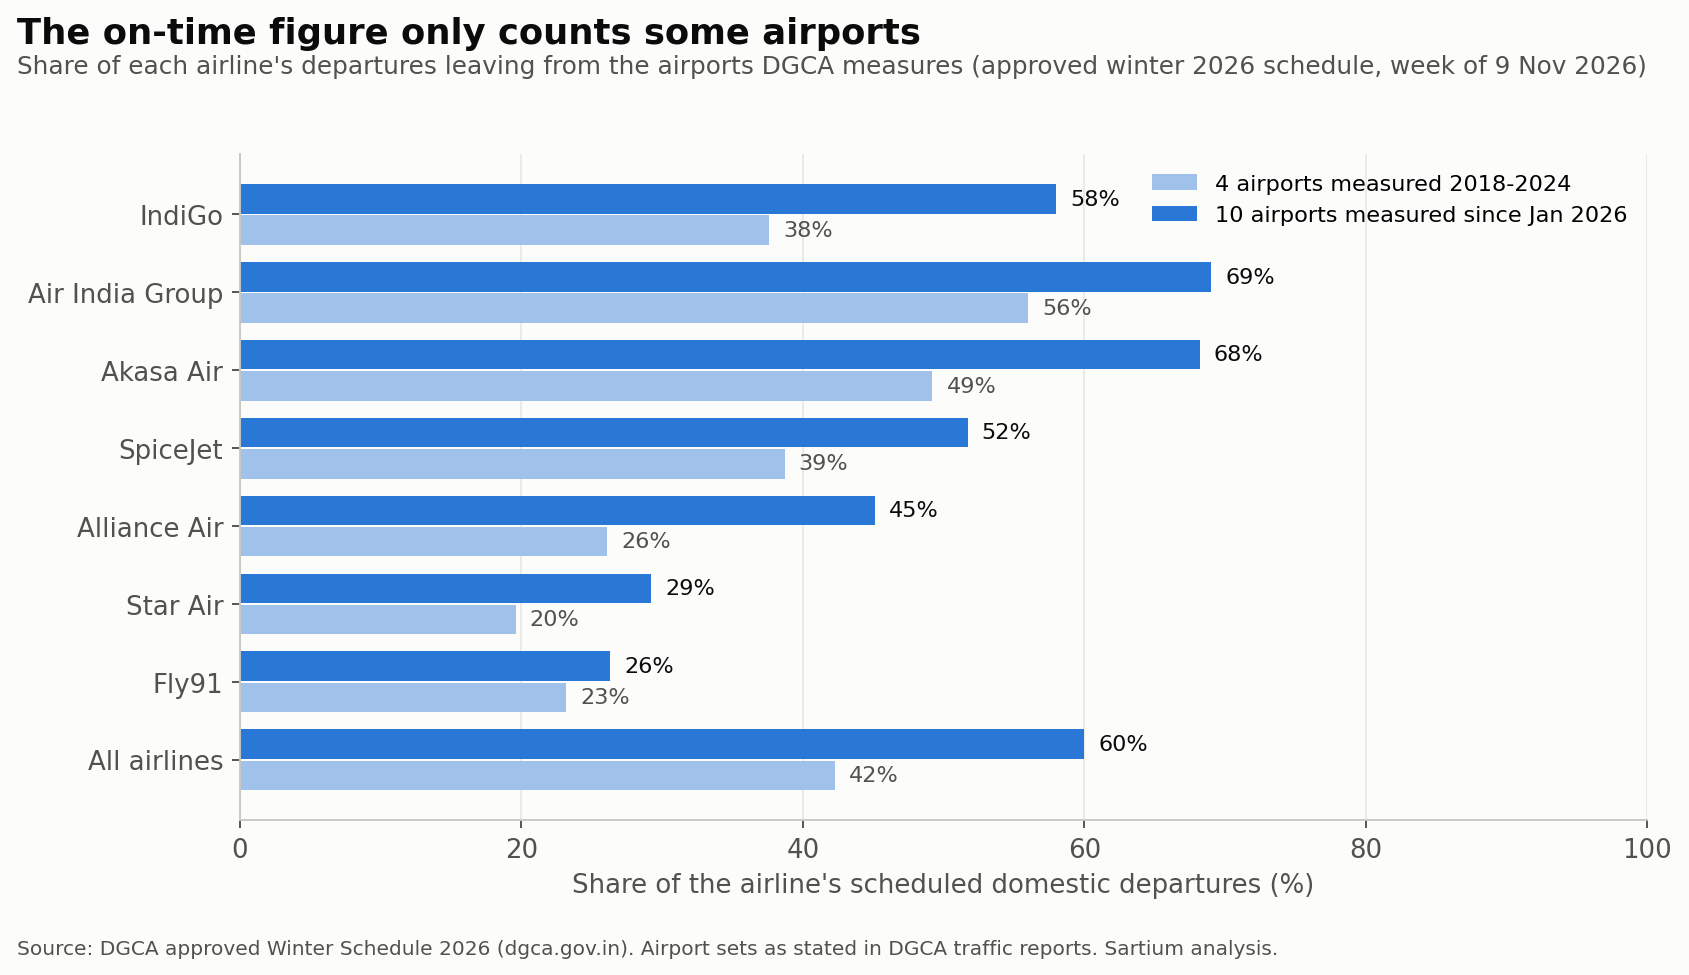 The on-time figure only counts some airports
Share of each airline's departures leaving from the airports DGCA measures (approved winter 2026 schedule, week of 9 Nov 2026)
4 airports measured 2018-2024
10 airports measured since Jan 2026
IndiGo
58%
38%
Air India Group
69%
56%
Akasa Air
68%
49%
SpiceJet
52%
39%
Alliance Air
45%
26%
Star Air
29%
20%
Fly91
26%
23%
All airlines
60%
42%
0 20 40 60 80 100
Share of the airline's scheduled domestic departures (%)
Source: DGCA approved Winter Schedule 2026 (dgca.gov.in). Airport sets as stated in DGCA traffic reports. Sartium analysis.